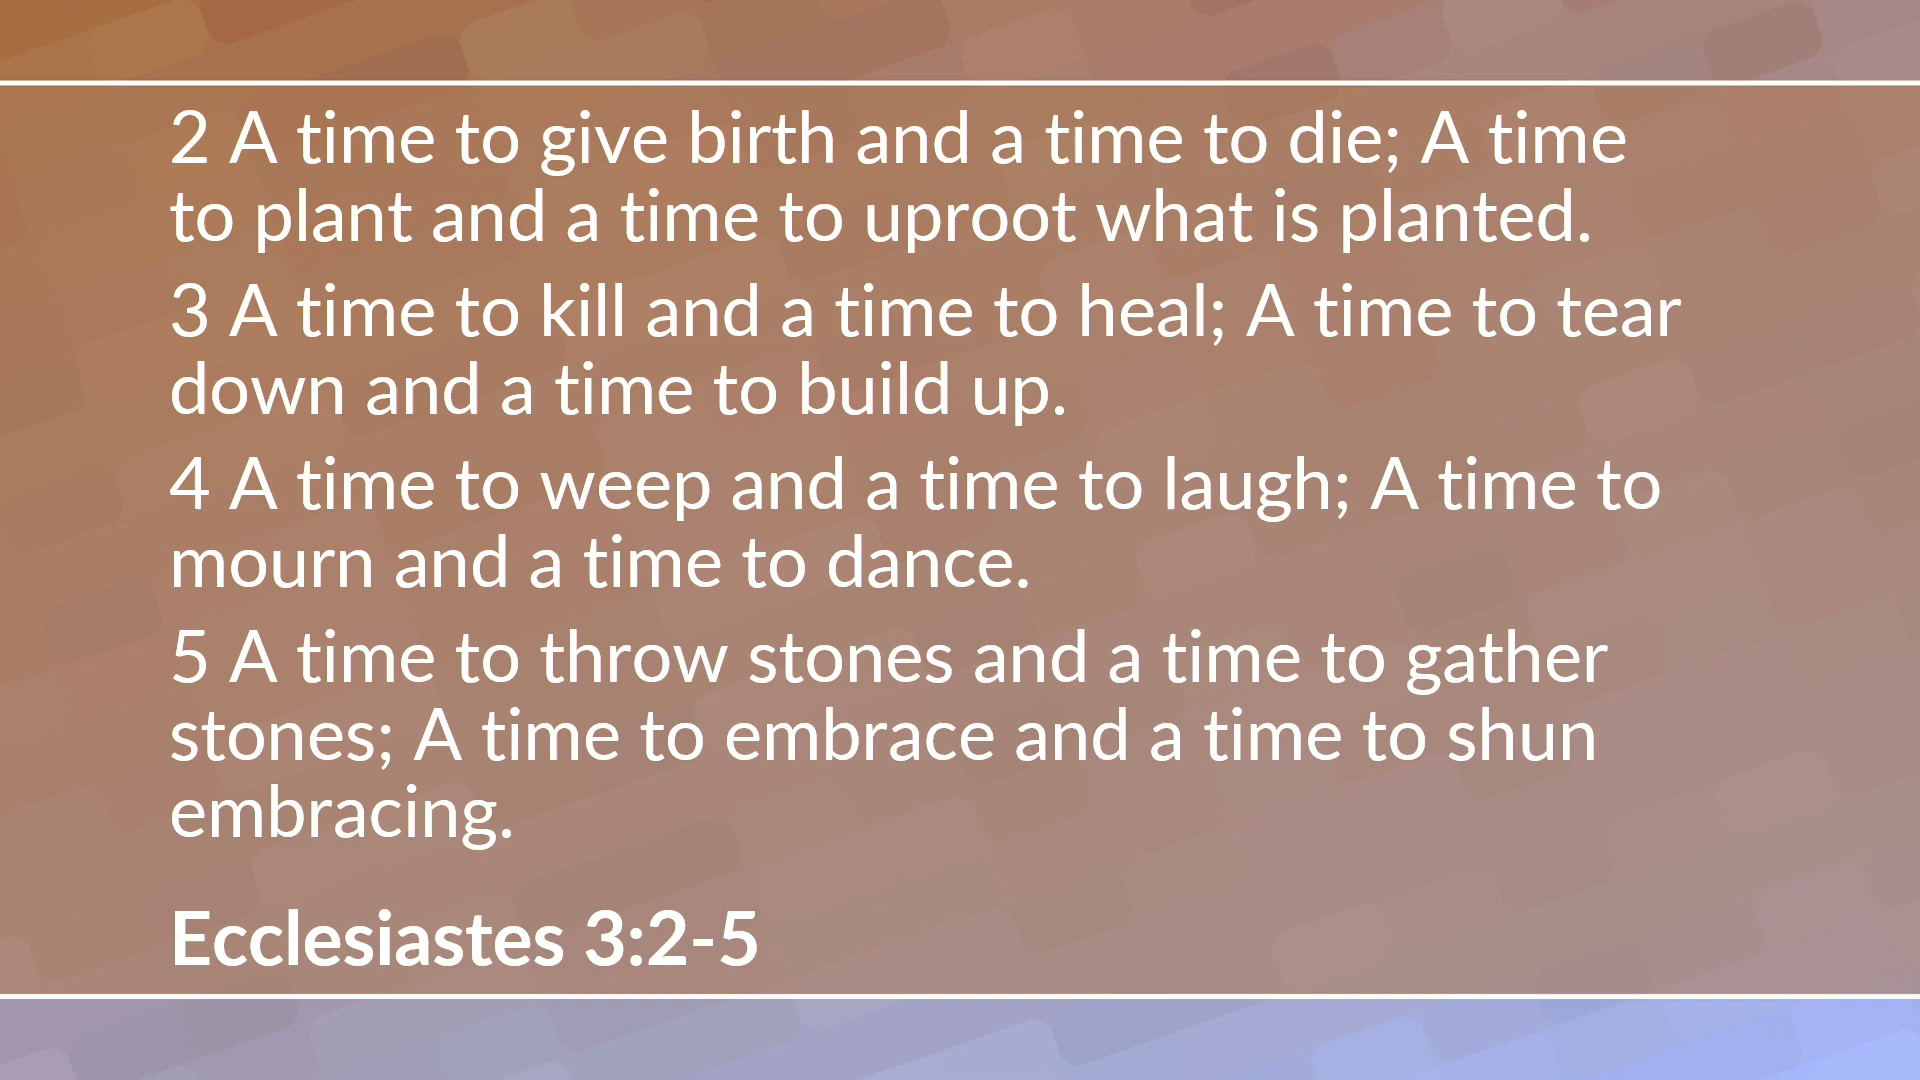 2 A time to give birth and a time to die; A time
to plant and a time to uproot what is planted.
3 A time to kill and a time to heal; A time to tear
down and a time to build up.
4 A time to weep and a time to laugh; A time to
mourn and a time to dance.
5 A time to throw stones and a time to gather
stones; A time to embrace and a time to shun
embracing.
Ecclesiastes 3:2-5